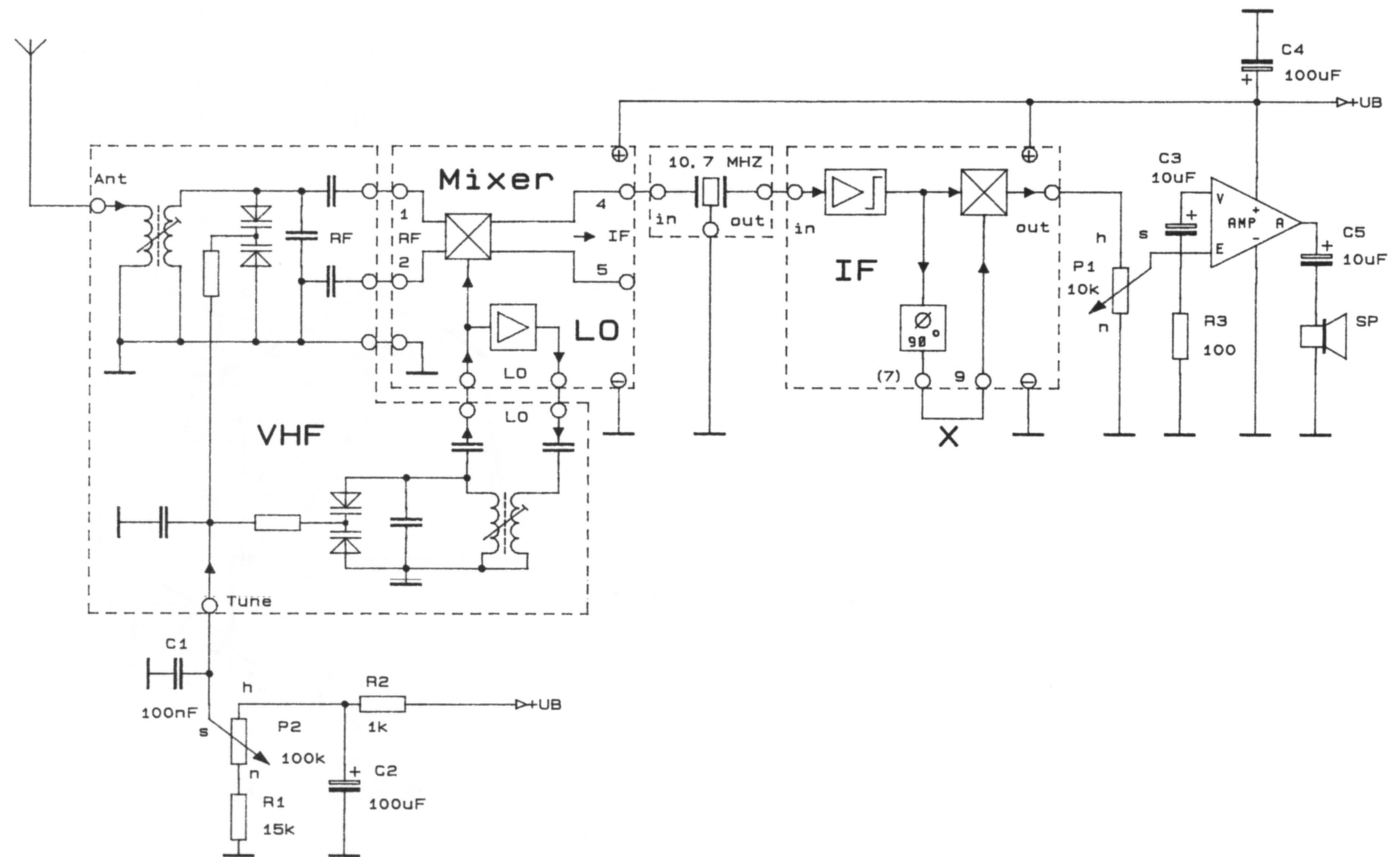 C4
100uF
+
+UB
Ant
Mixer
10,7 MHZ
C3
10uF
1
4
in
out
in
out
V
+
AMP
A
RF
RF
IF
h
s
+
C5
2
5
IF
P1
E
-
10uF
10k
LO
n
R3
SP
Ø
90°
100
LO
(7)
9
LO
X
VHF
Tune
C1
h
R2
+UB
100nF
s
P2
1k
100k
n
+
C2
R1
100uF
15k